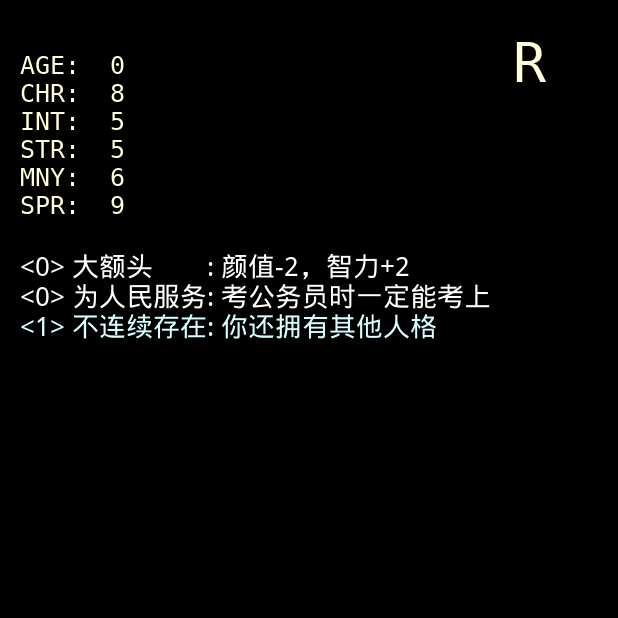 R
AGE: 0
CHR: 8
INT: 5
STR: 5
MNY: 6
SPR: 9
<0> 大额头 : 颜值-2，智力+2
<0> 为人民服务: 考公务员时一定能考上
<1> 不连续存在: 你还拥有其他人格